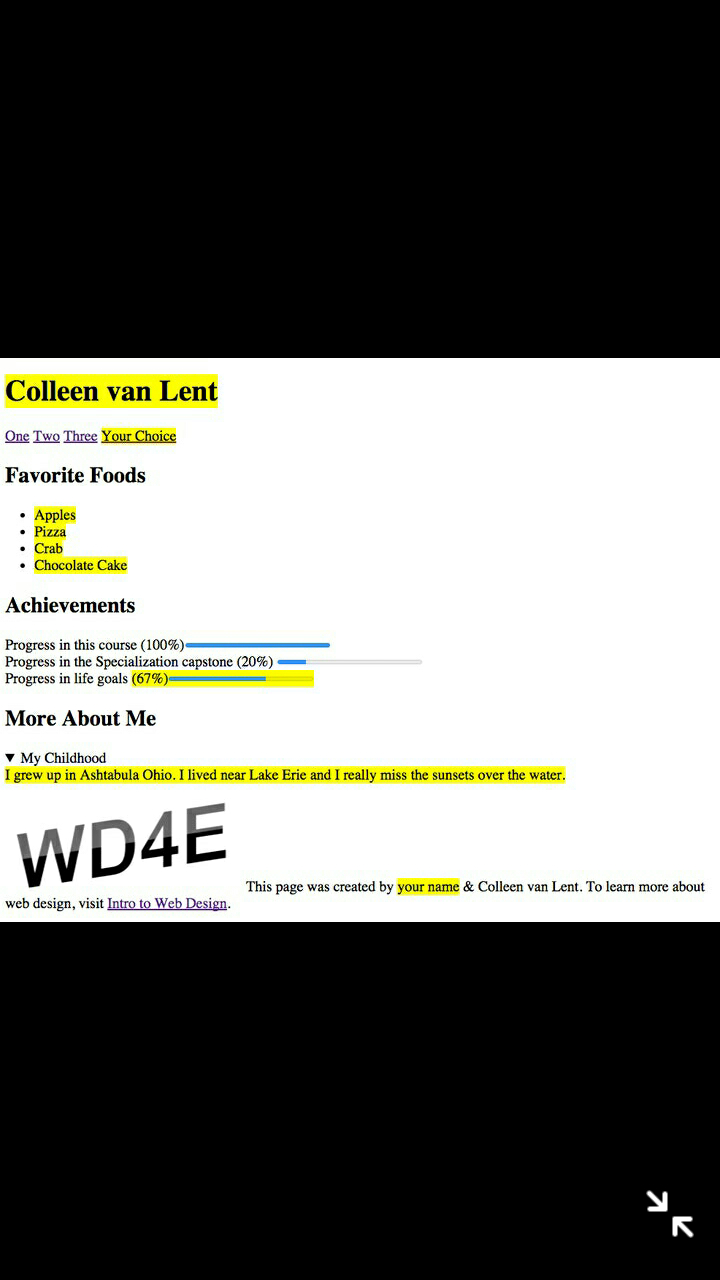 Colleen van Lent
One Two Three Your Choice
Favorite Foods
• Apples
• Pizza
• Crab
• Chocolate Cake
Achievements
Progress in this course (100%)
Progress in the Specialization capstone (20%)
Progress in life goals (67%)
More About Me
▼ My Childhood
I grew up in Ashtabula Ohio. I lived near Lake Erie and I really miss the sunsets over the water.
WD4E
This page was created by your name & Colleen van Lent. To learn more about
web design, visit Intro to Web Design.